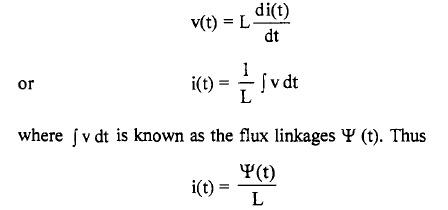 v(t) = L di(t)/dt
or i(t) = 1/L ∫ v dt
where ∫ v dt is known as the flux linkages Ψ (t). Thus
i(t) = Ψ(t)/L